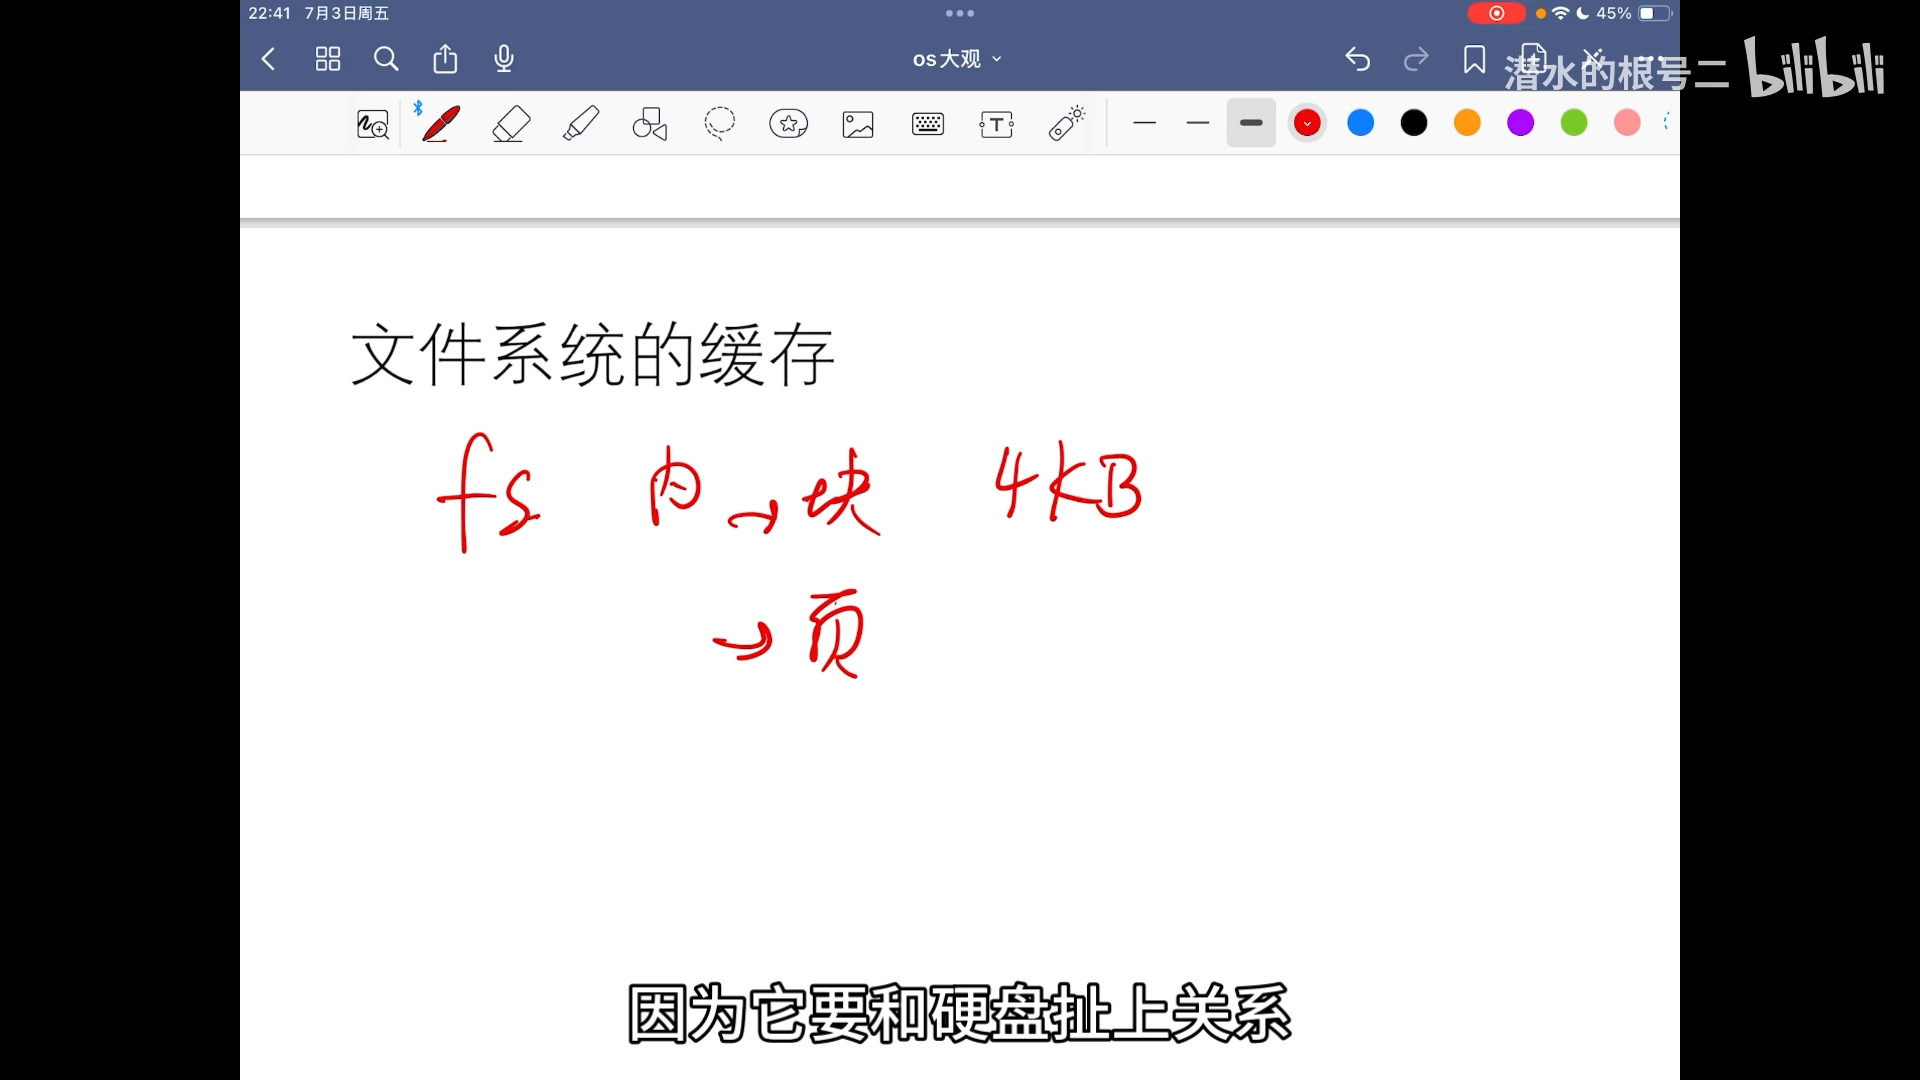 22:41 7月3日周五
45%
os大观
潜水的根号二 bilibili
文件系统的缓存
fs 内→块 4KB
→页
因为它要和硬盘扯上关系